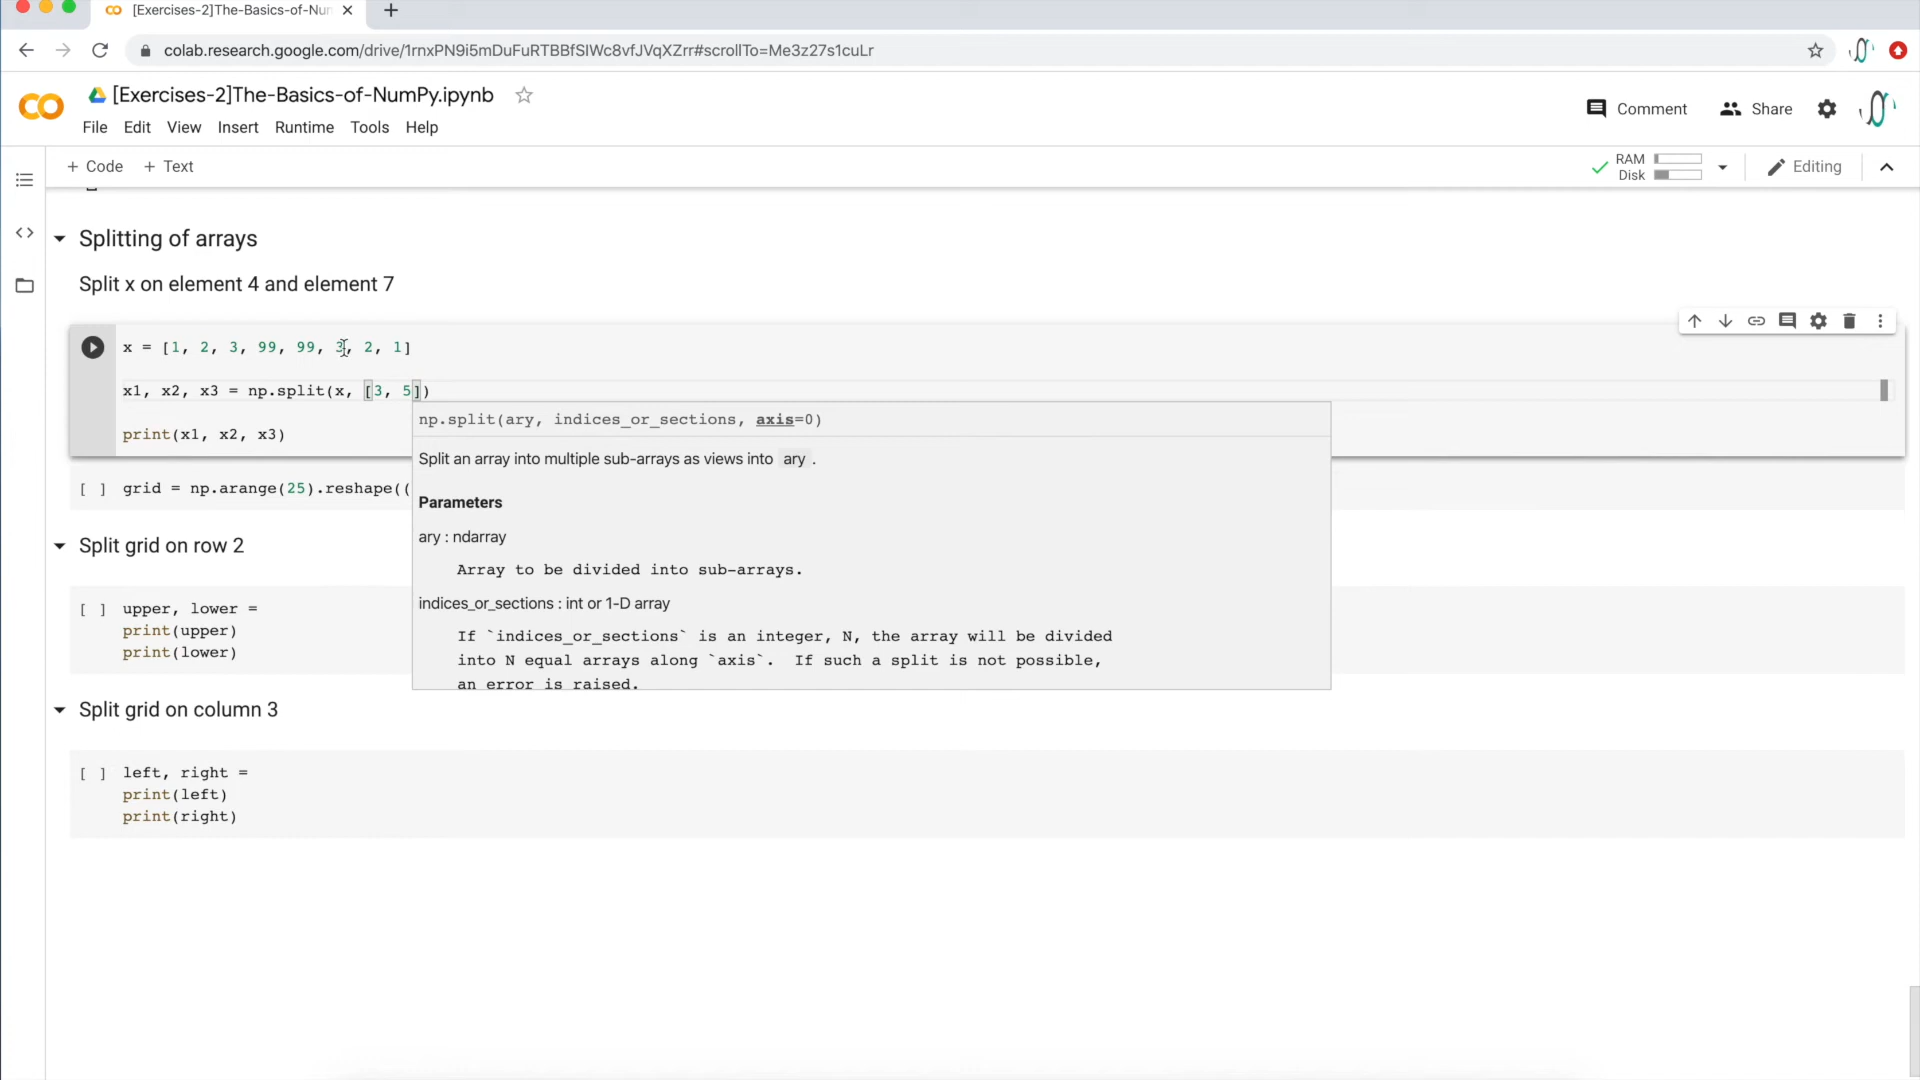 [Exercises-2]The-Basics-of-Num
colab.research.google.com/drive/1rnxPN9i5mDuFuRTBBfSIWc8vfJVqXZrr#scrollTo=Me3z27s1cuLr
[Exercises-2]The-Basics-of-NumPy.ipynb
Comment
Share
File Edit View Insert Runtime Tools Help
+ Code + Text
RAM
Disk
Editing
Splitting of arrays
Split x on element 4 and element 7
x = [1, 2, 3, 99, 99, 3, 2, 1]
x1, x2, x3 = np.split(x, [3, 5])
print(x1, x2, x3)
np.split(ary, indices_or_sections, axis=0)
Split an array into multiple sub-arrays as views into ary .
Parameters
ary : ndarray
Array to be divided into sub-arrays.
indices_or_sections : int or 1-D array
If `indices_or_sections` is an integer, N, the array will be divided
into N equal arrays along `axis`. If such a split is not possible,
an error is raised.
[ ] grid = np.arange(25).reshape((
Split grid on row 2
[ ] upper, lower =
print(upper)
print(lower)
Split grid on column 3
[ ] left, right =
print(left)
print(right)